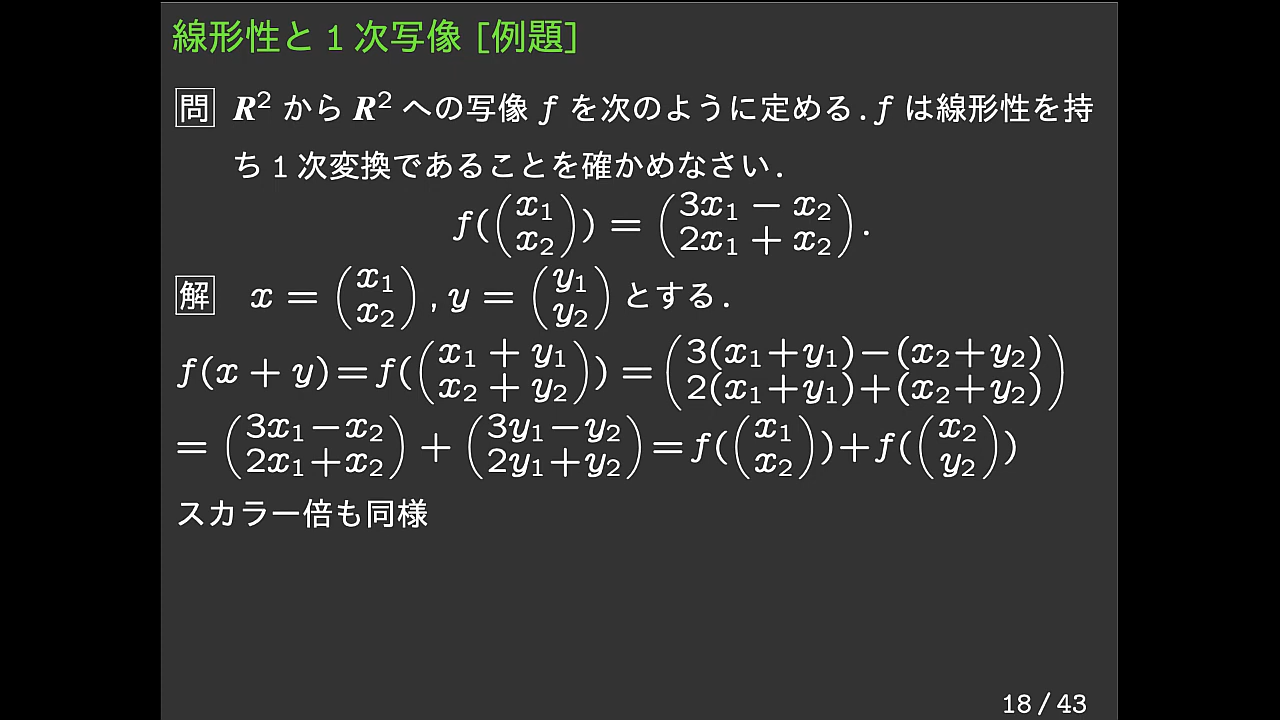 線形性と 1 次写像 [例題]
問 R² から R² への写像 f を次のように定める. f は線形性を持
ち 1 次変換であることを確かめなさい.
f((x₁ x₂)) = (3x₁ − x₂ 2x₁ + x₂).
解 x = (x₁ x₂), y = (y₁ y₂) とする.
f(x + y)=f((x₁ + y₁ x₂ + y₂)) = (3(x₁+y₁)−(x₂+y₂) 2(x₁+y₁)+(x₂+y₂))
= (3x₁−x₂ 2x₁+x₂) + (3y₁−y₂ 2y₁+y₂)=f((x₁ x₂))+f((x₂ y₂))
スカラー倍も同様
18 / 43